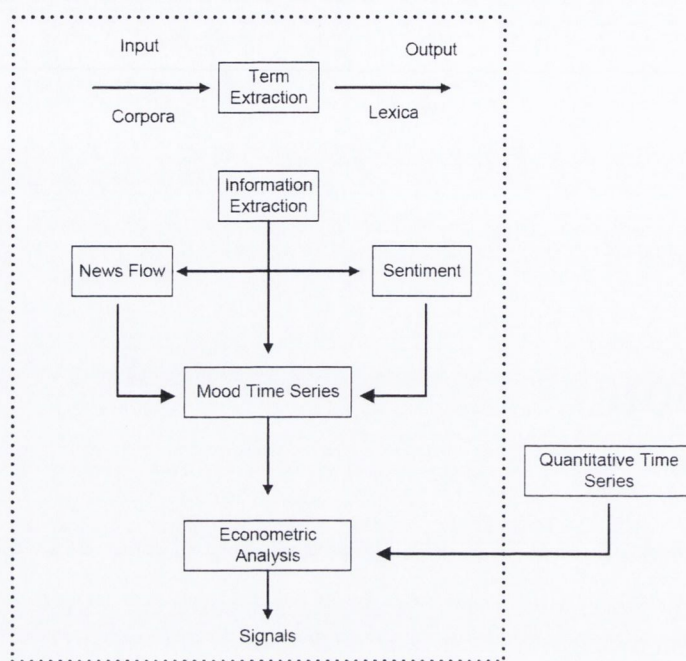 Input
Output
Term
Extraction
Corpora
Lexica
Information
Extraction
News Flow
Sentiment
Mood Time Series
Quantitative Time
Series
Econometric
Analysis
Signals